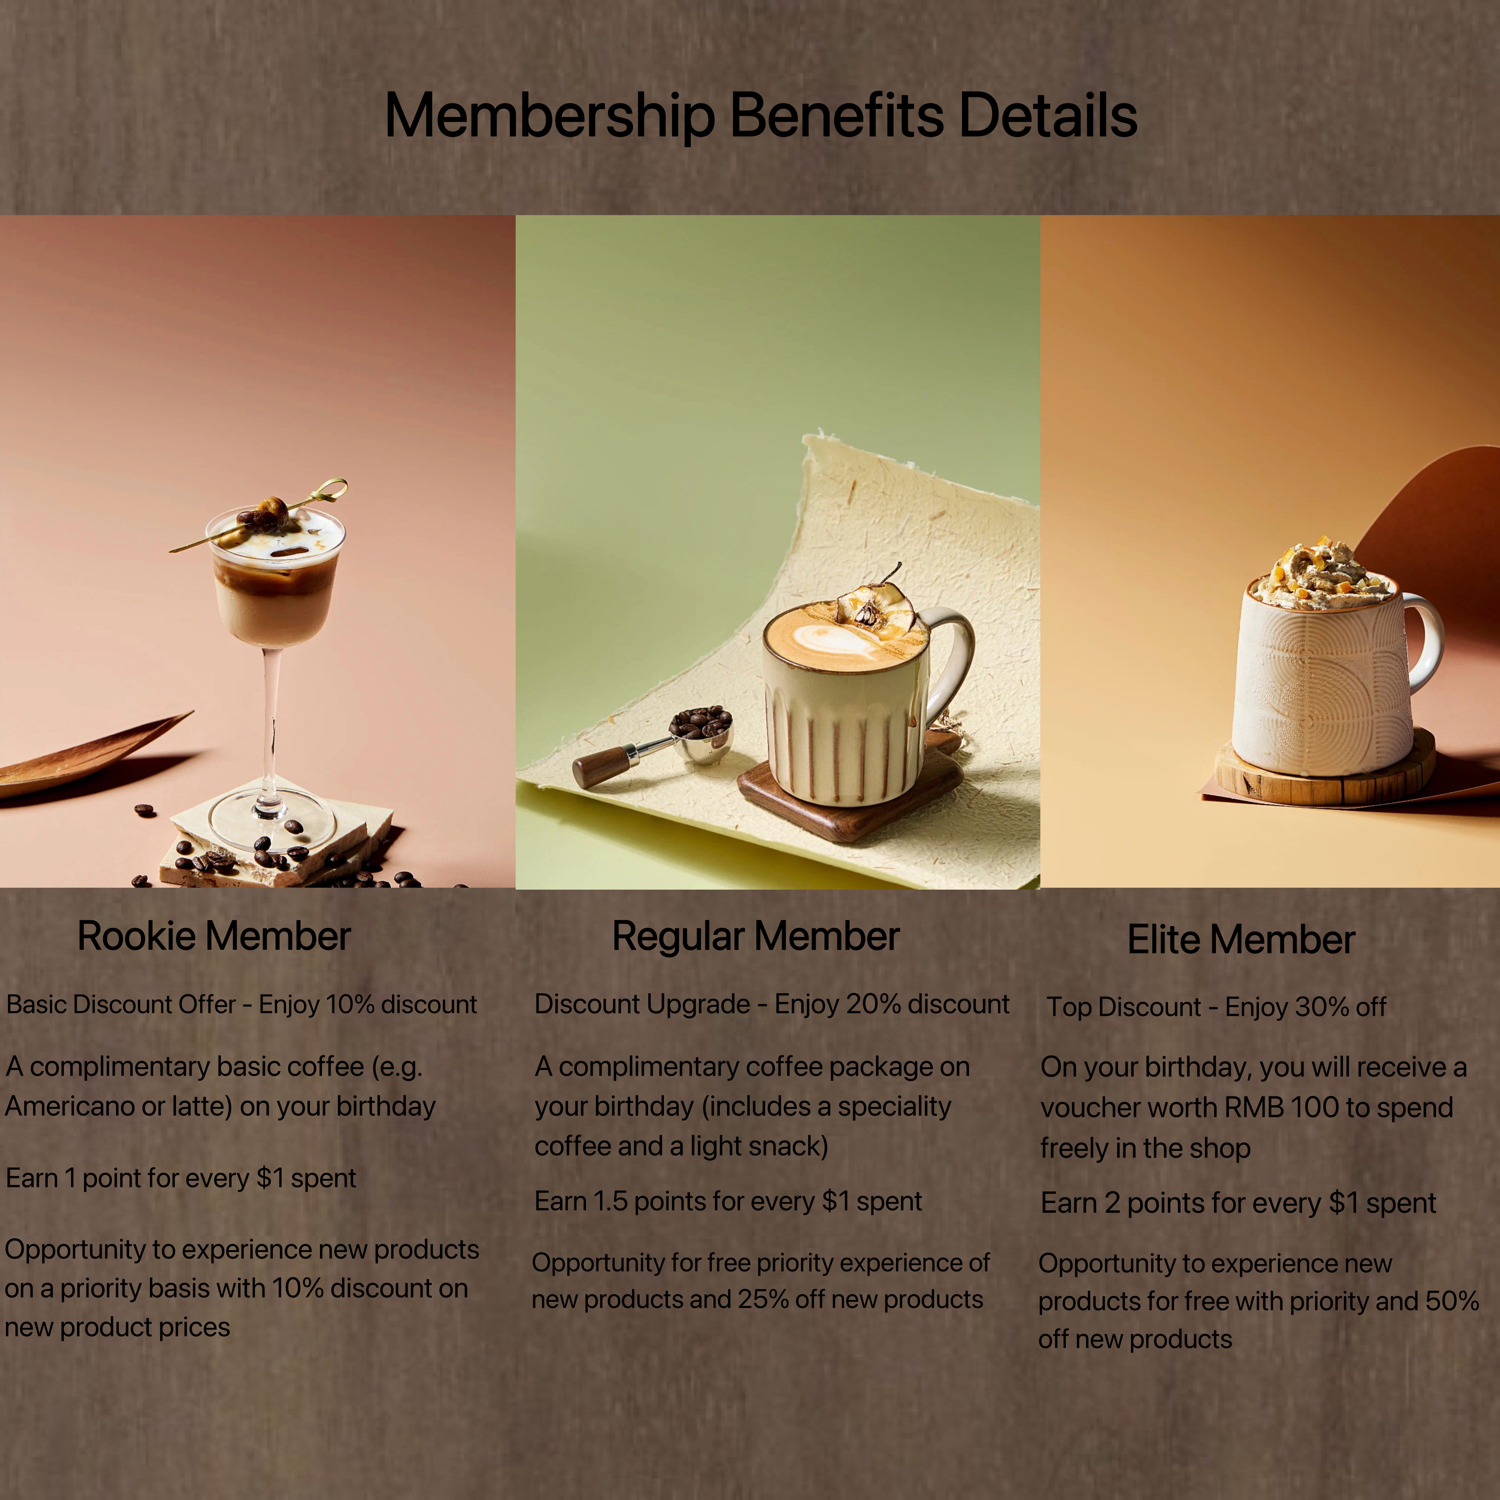 Membership Benefits Details
Rookie Member
Basic Discount Offer - Enjoy 10% discount
A complimentary basic coffee (e.g.
Americano or latte) on your birthday
Earn 1 point for every $1 spent
Opportunity to experience new products
on a priority basis with 10% discount on
new product prices
Regular Member
Discount Upgrade - Enjoy 20% discount
A complimentary coffee package on
your birthday (includes a speciality
coffee and a light snack)
Earn 1.5 points for every $1 spent
Opportunity for free priority experience of
new products and 25% off new products
Elite Member
Top Discount - Enjoy 30% off
On your birthday, you will receive a
voucher worth RMB 100 to spend
freely in the shop
Earn 2 points for every $1 spent
Opportunity to experience new
products for free with priority and 50%
off new products